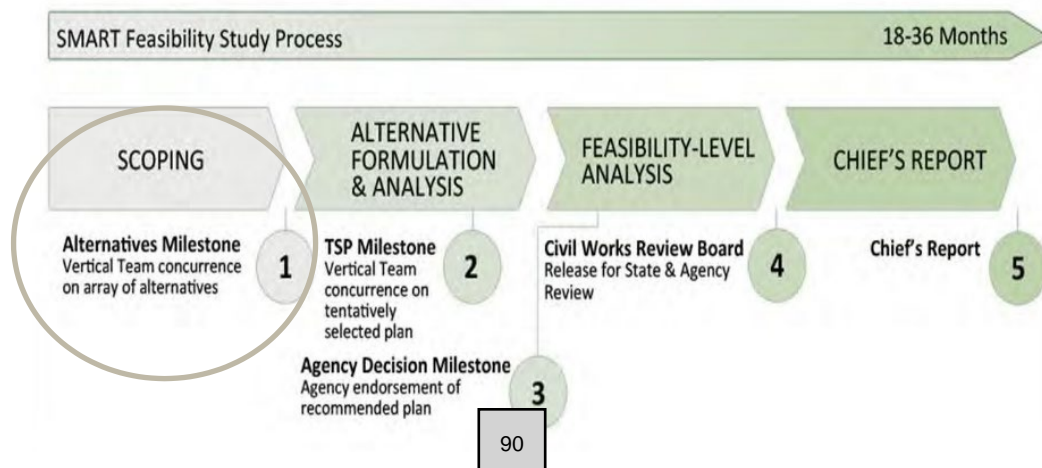 SMART Feasibility Study Process
18-36 Months
SCOPING
ALTERNATIVE
FORMULATION
& ANALYSIS
FEASIBILITY-LEVEL
ANALYSIS
CHIEF'S REPORT
Alternatives Milestone
Vertical Team concurrence
on array of alternatives
1
TSP Milestone
Vertical Team
concurrence on
tentatively
selected plan
2
Agency Decision Milestone
Agency endorsement of
recommended plan
3
Civil Works Review Board
Release for State & Agency
Review
4
Chief's Report
5
90